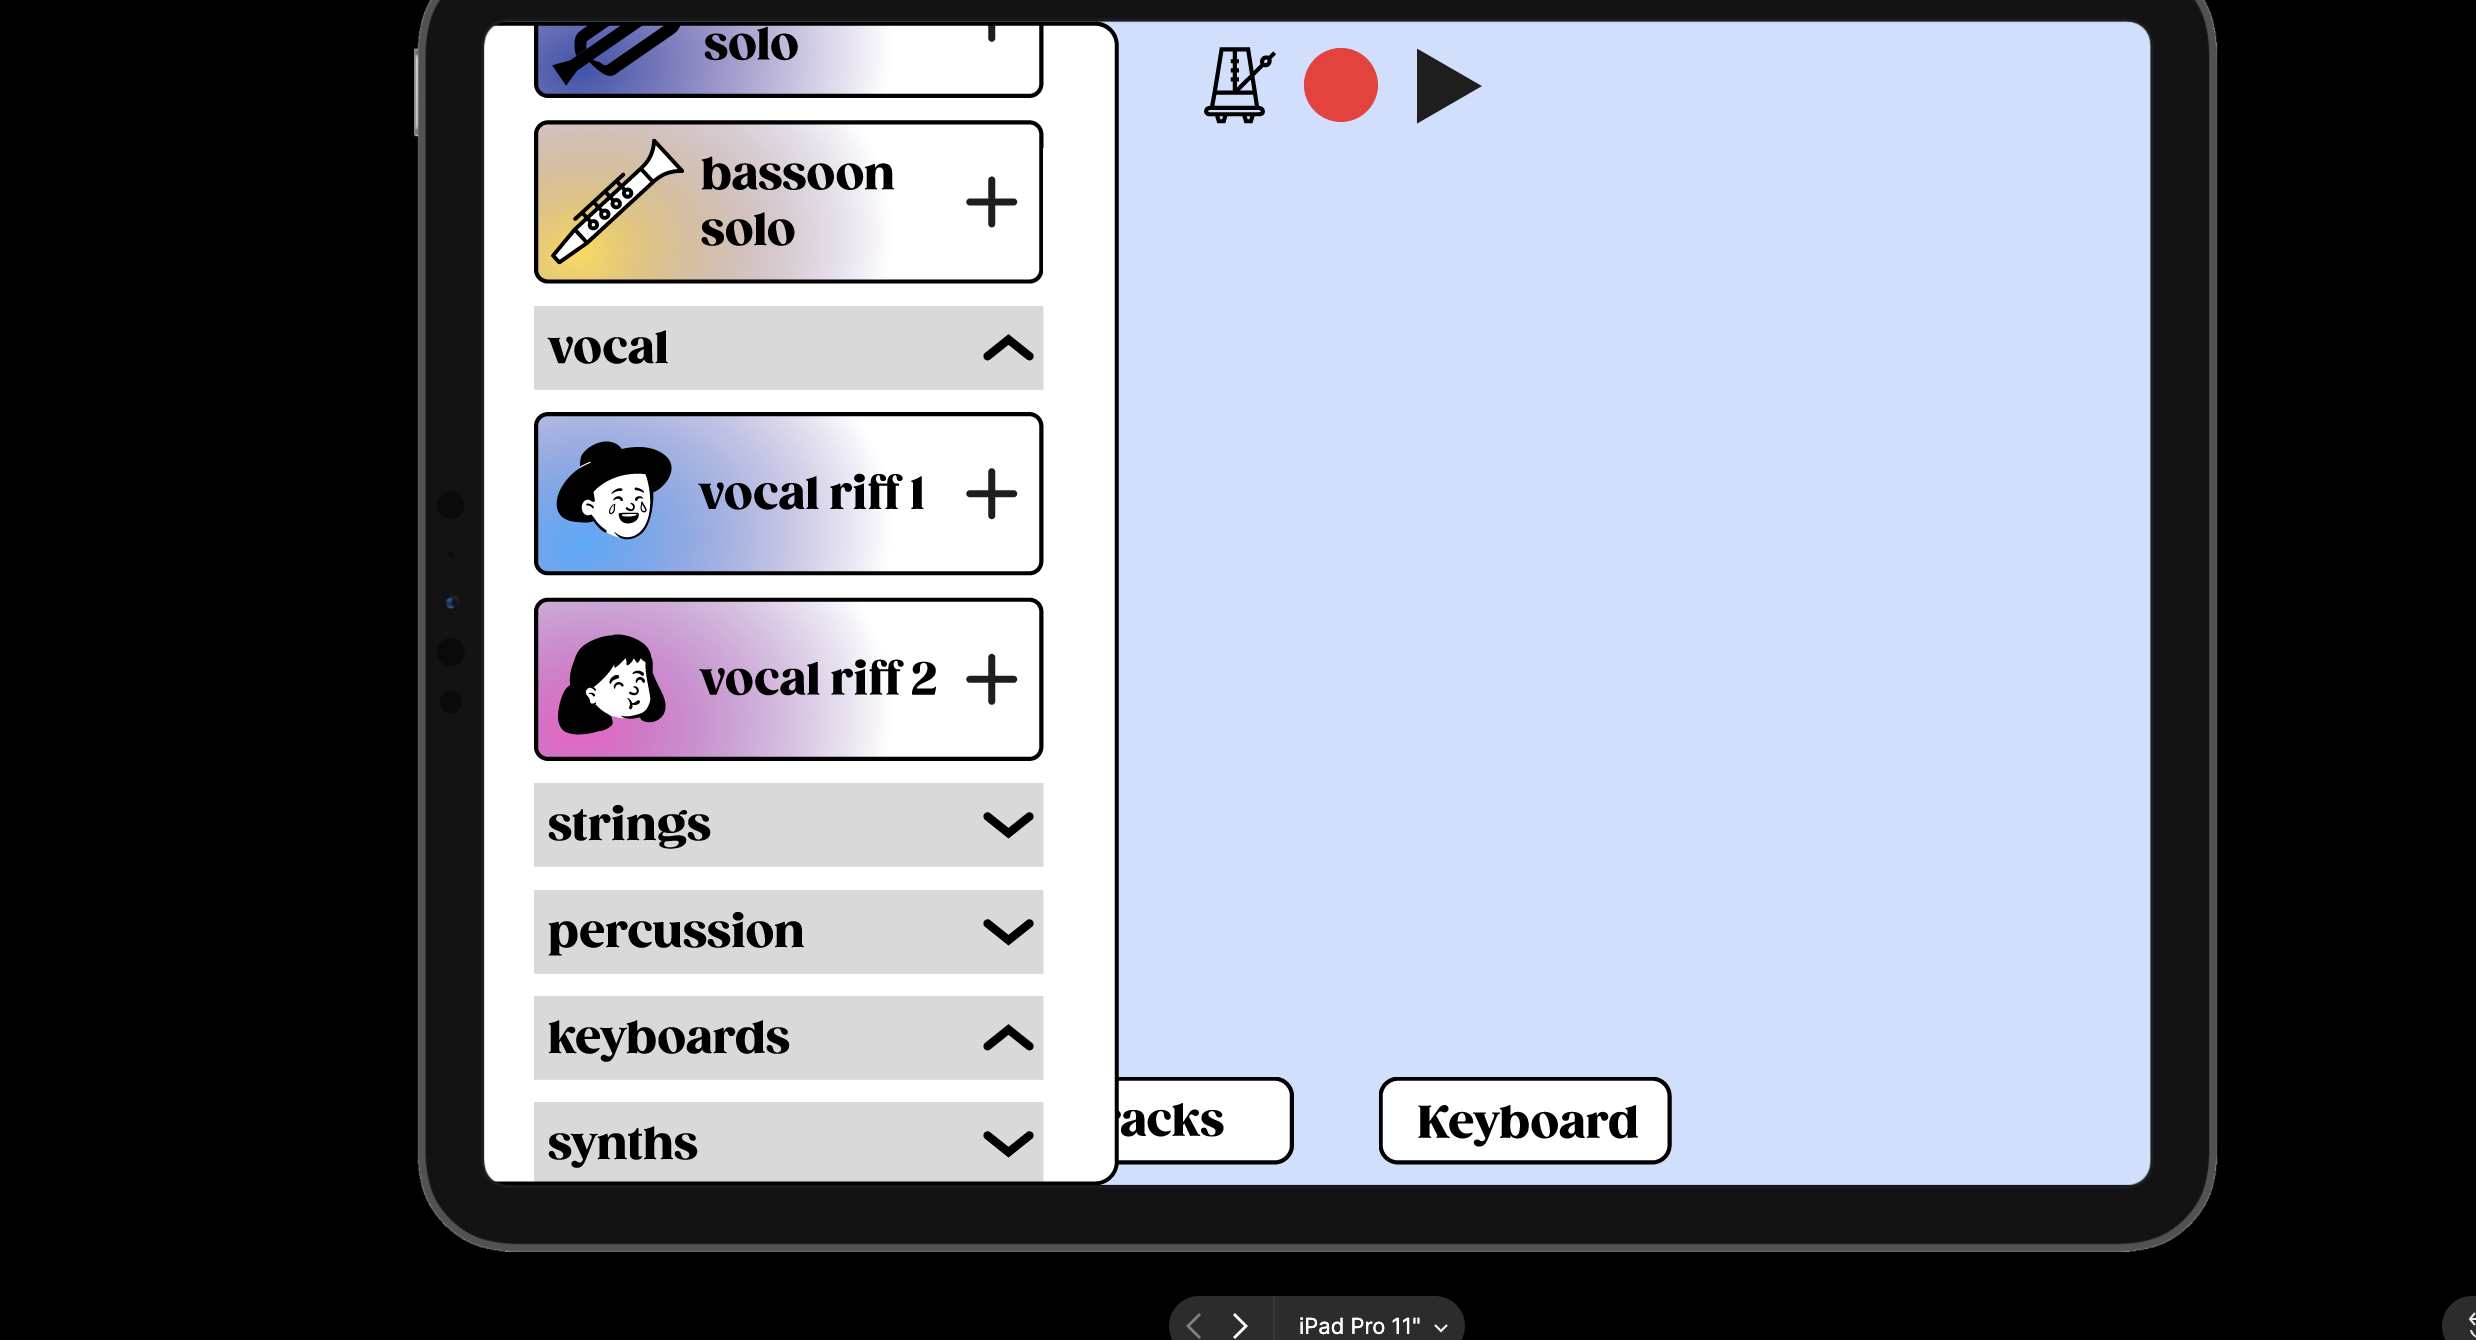 solo
bassoon
solo
vocal
vocal riff 1
vocal riff 2
strings
percussion
keyboards
synths
acks
Keyboard
iPad Pro 11"